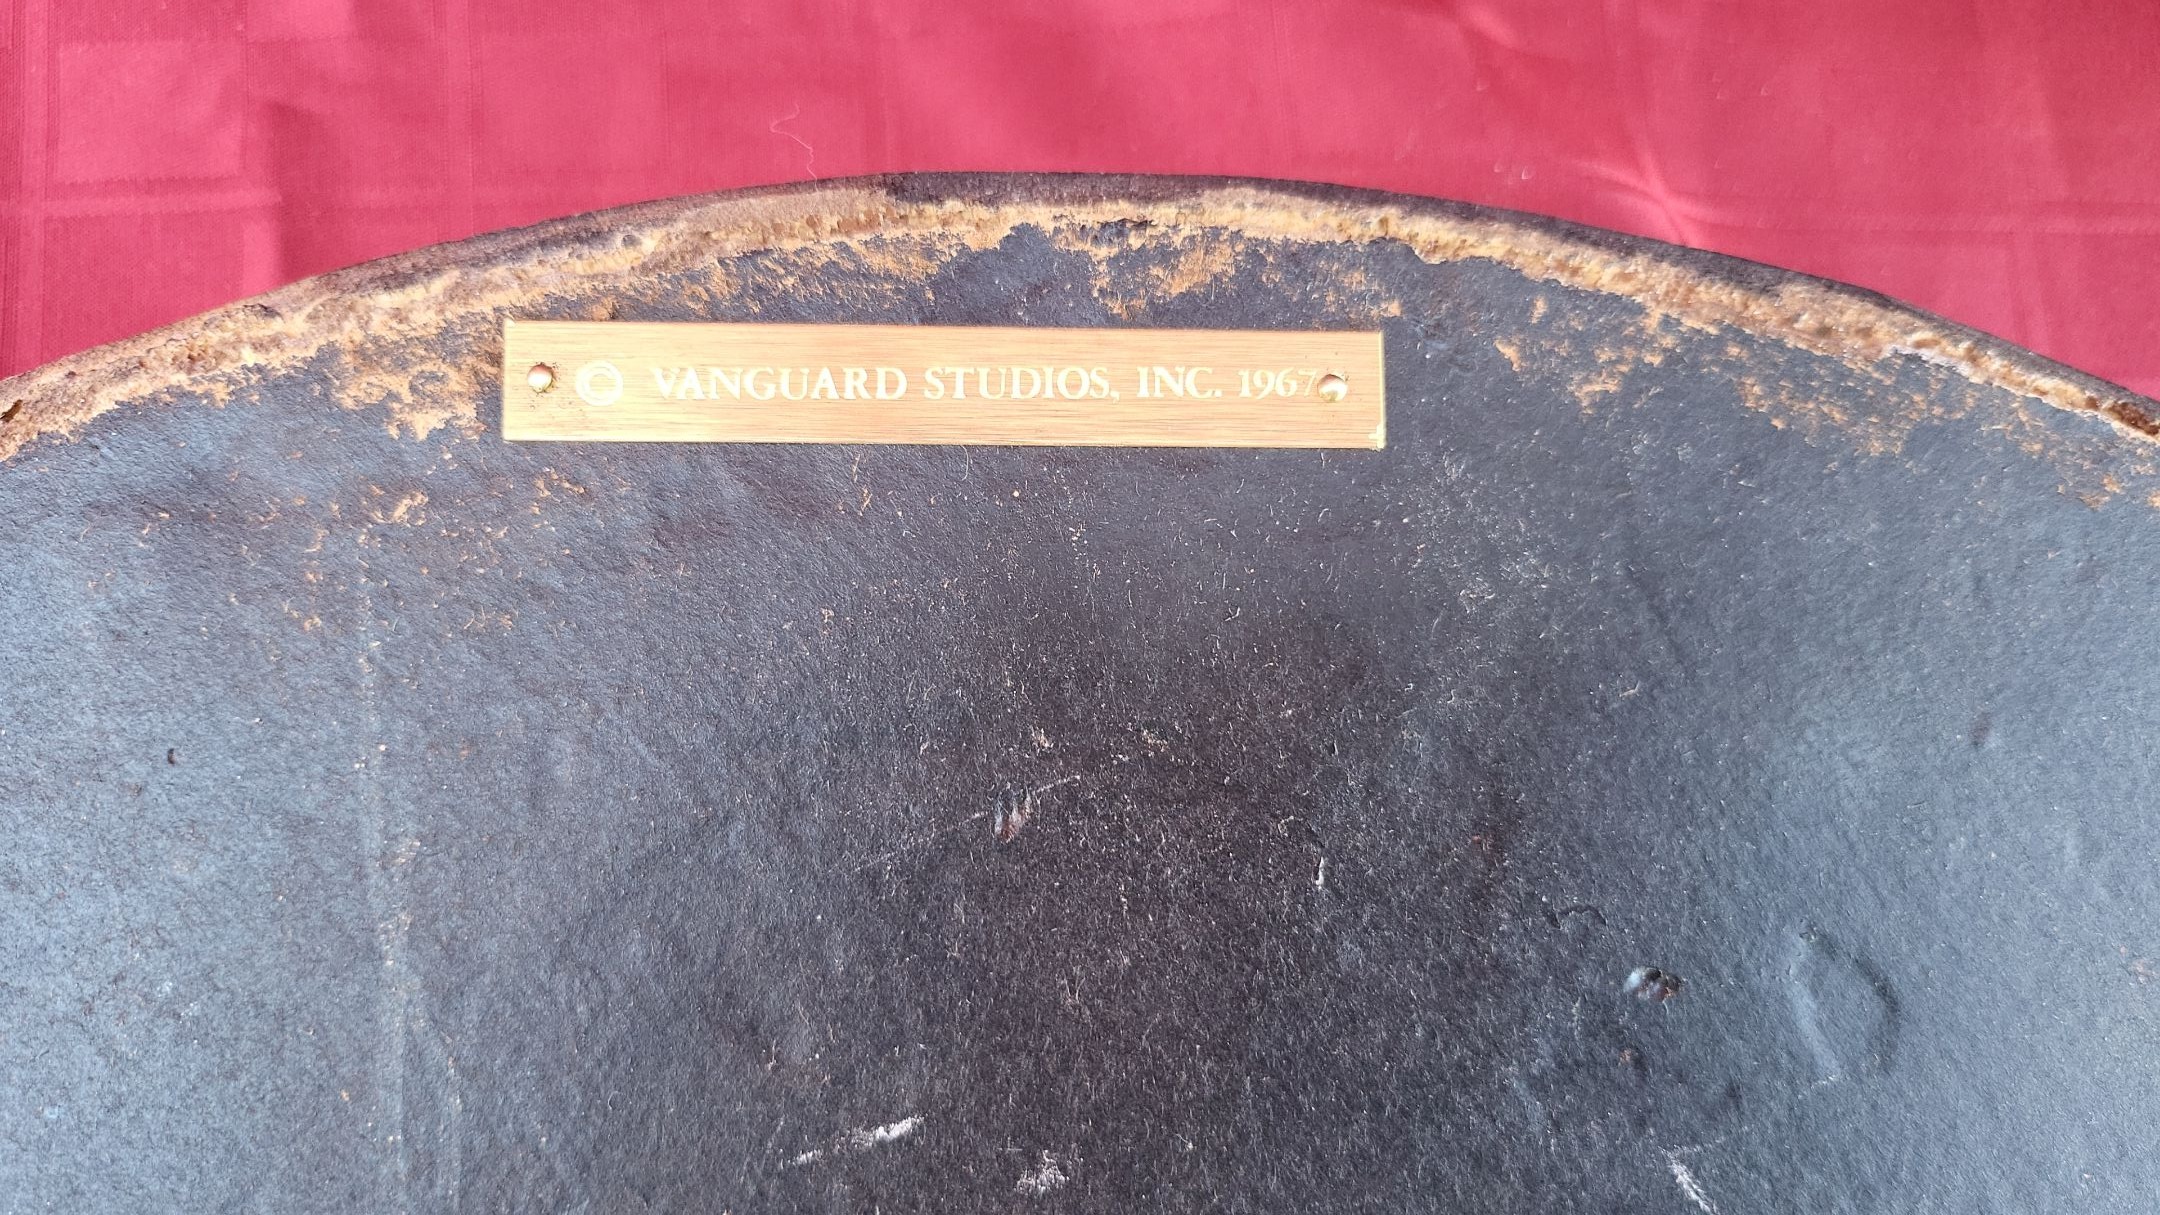 © VANGUARD STUDIOS, INC. 1967